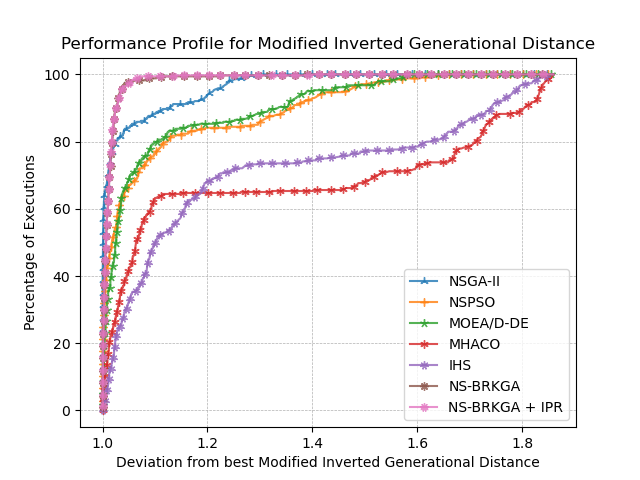 Performance Profile for Modified Inverted Generational Distance
Percentage of Executions
100
80
60
40
20
0
1.0
1.2
1.4
1.6
1.8
Deviation from best Modified Inverted Generational Distance
NSGA-II
NSPSO
MOEA/D-DE
MHACO
IHS
NS-BRKGA
NS-BRKGA + IPR